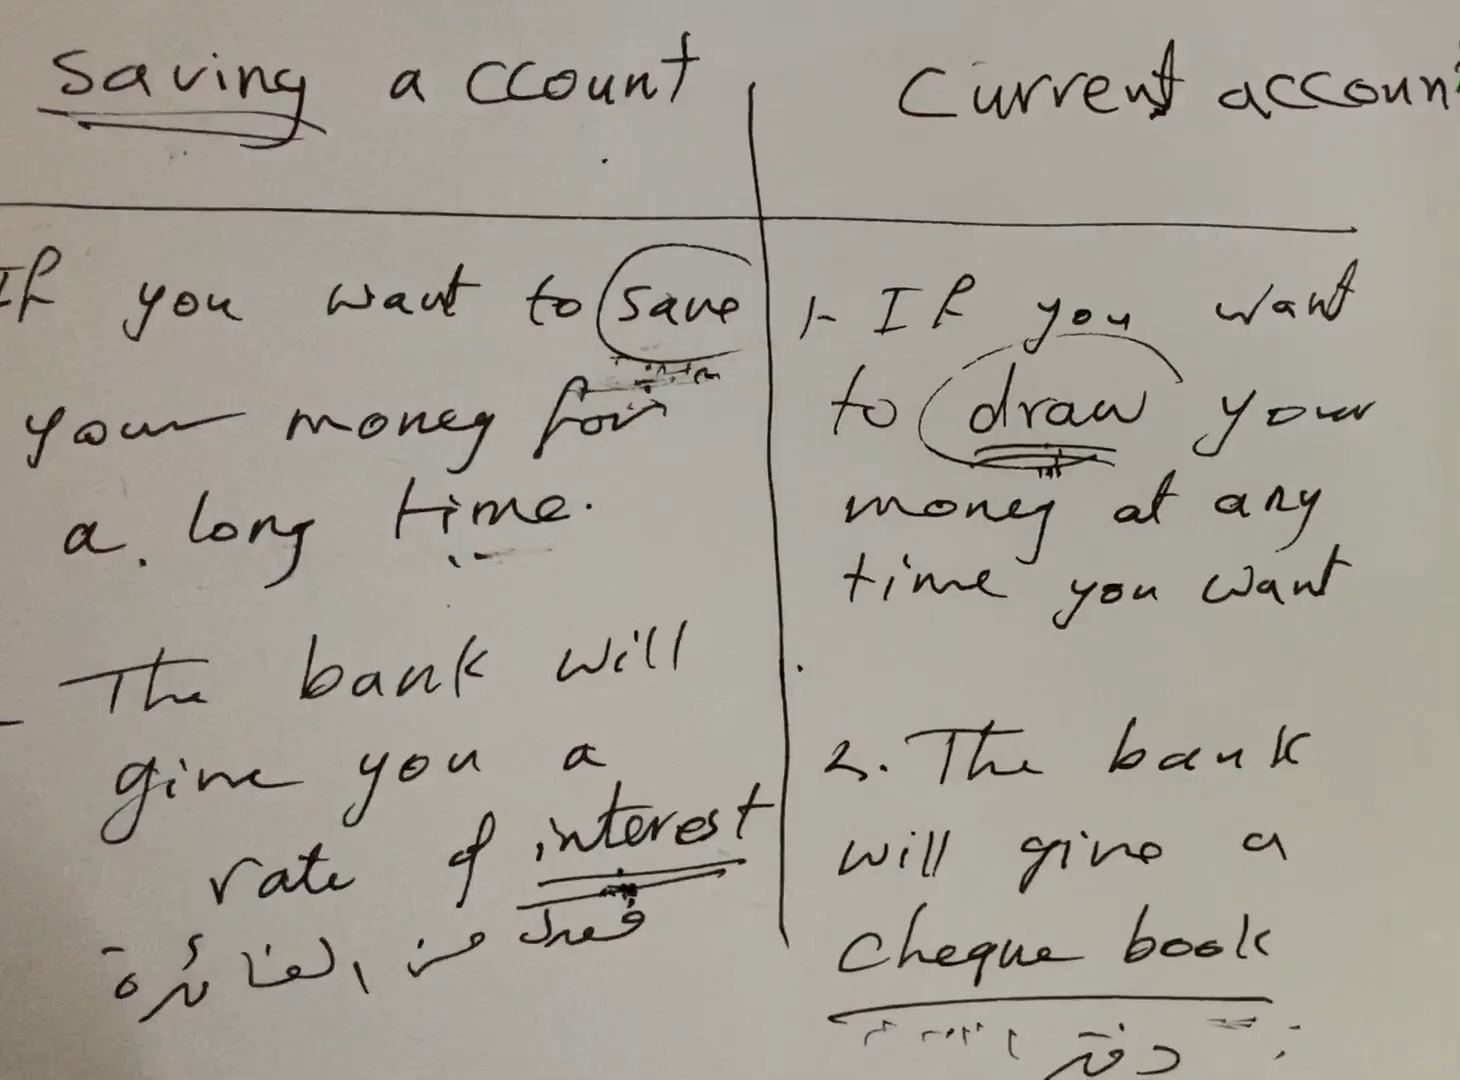 Saving account
If you want to save
your money for
a long time.
The bank will
give you a
rate of interest
من الفائدة
Current accoun
1- If you want
to draw your
money at any
time you want
2. The bank
will give a
cheque book
دفتر